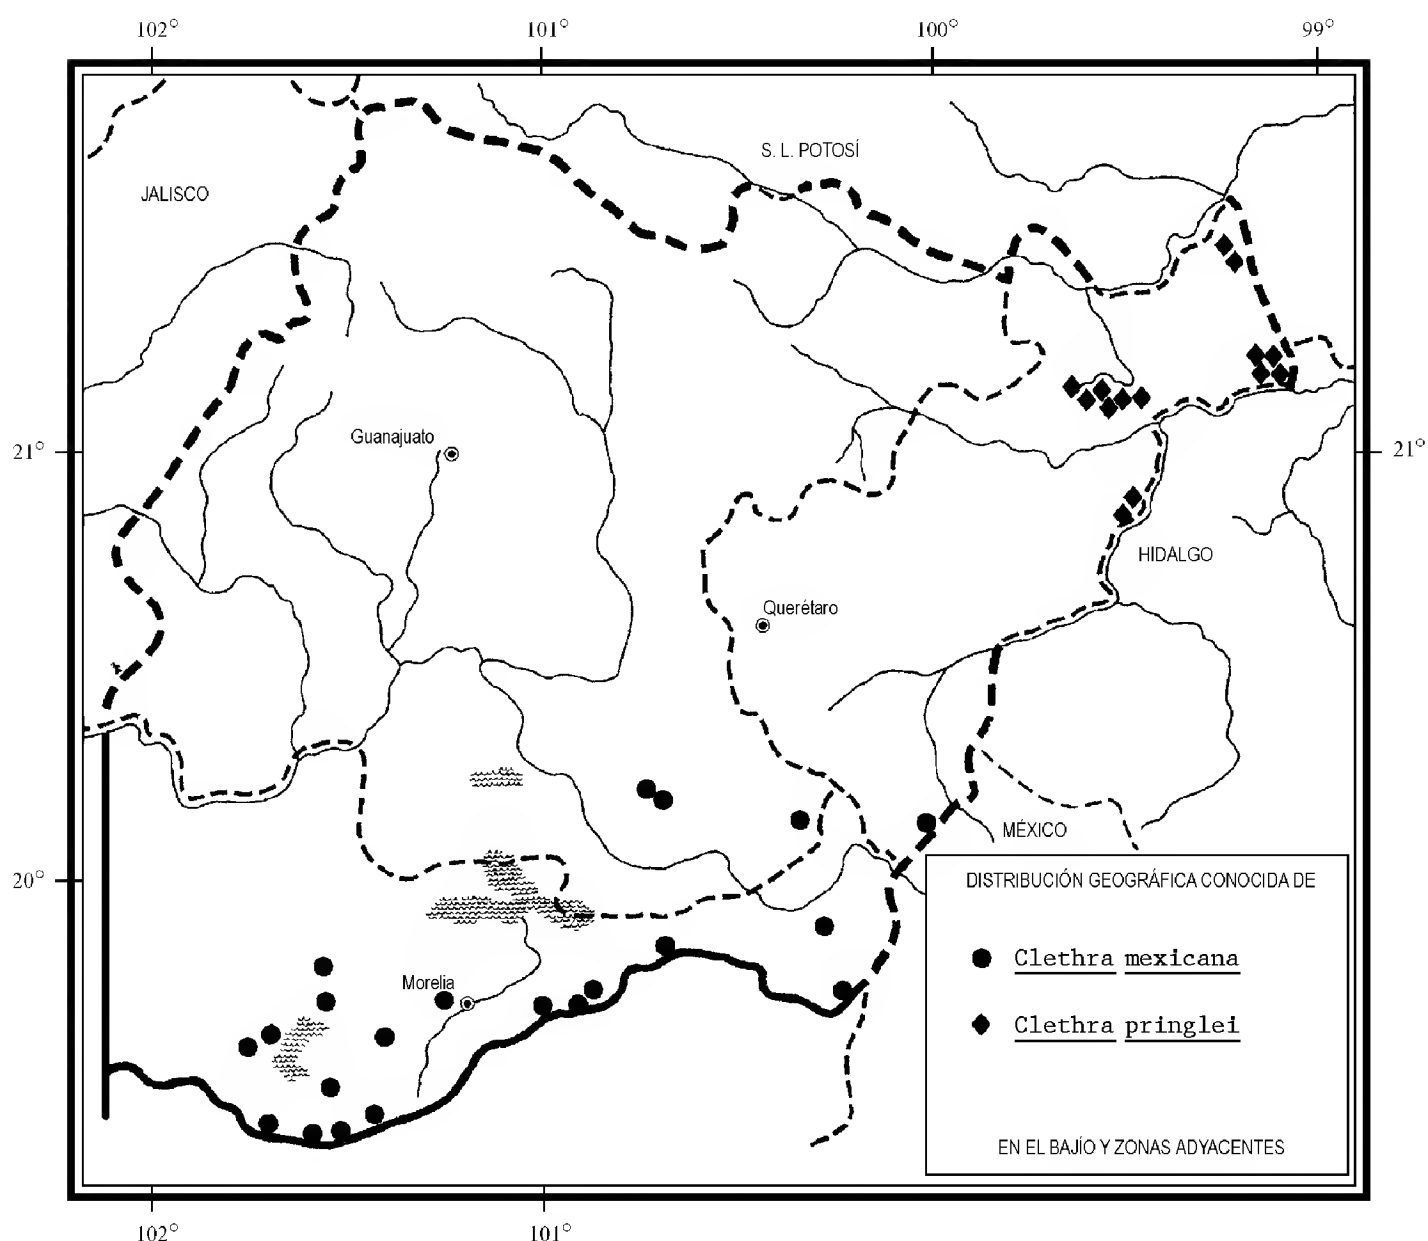 102° 101° 100° 99°
S. L. POTOSÍ
JALISCO
Guanajuato
21° 21°
HIDALGO
Querétaro
MÉXICO
20°
DISTRIBUCIÓN GEOGRÁFICA CONOCIDA DE
Clethra mexicana
Morelia
Clethra pringlei
EN EL BAJÍO Y ZONAS ADYACENTES
102° 101°